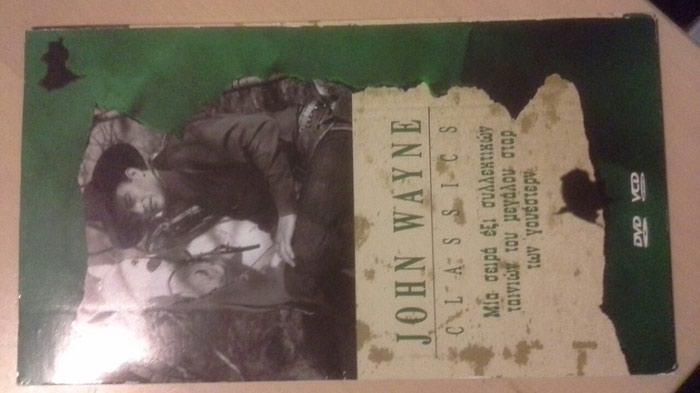 JOHN WAYNE
CLASSICS
Μία σειρά έξι συλλεκτικών
ταινιών του μεγάλου σταρ
των γουέστερν.
DVD VCD